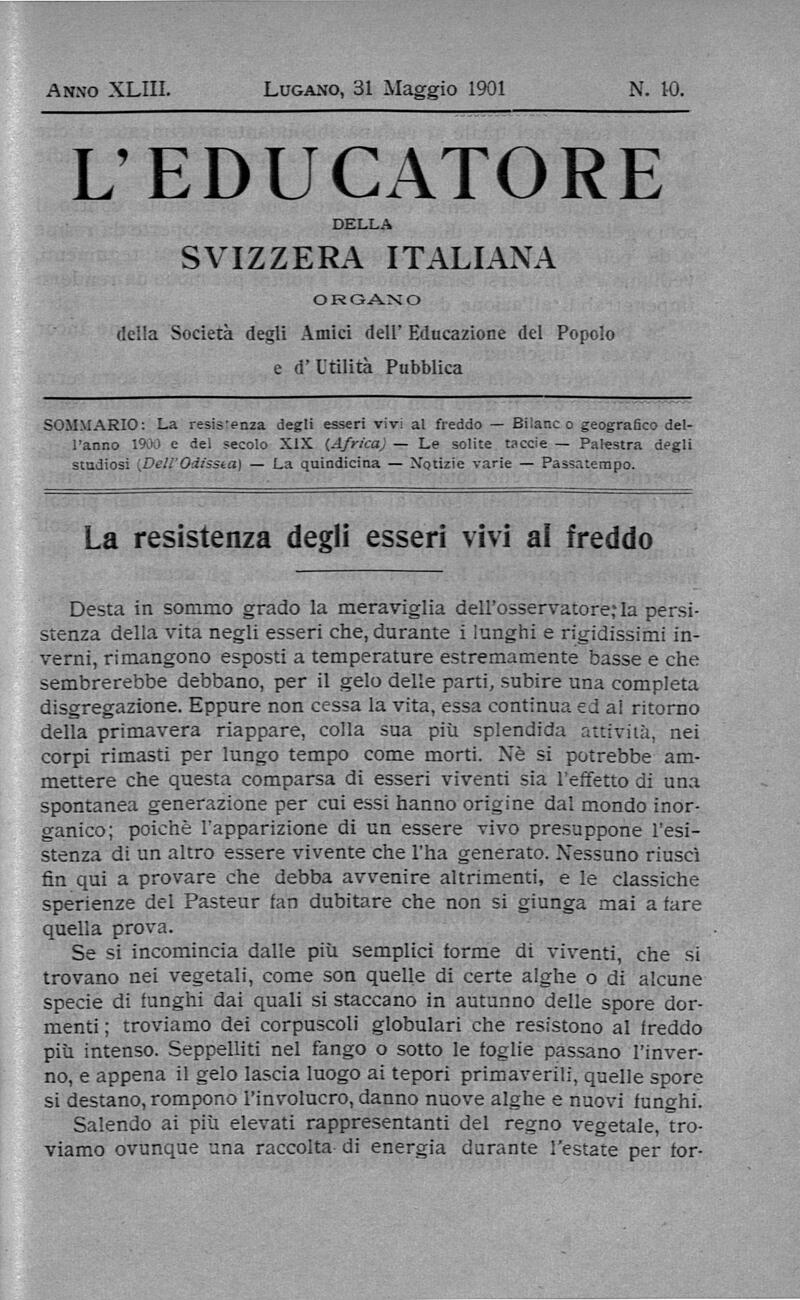 ANNO XLIII. LUGANO, 31 Maggio 1901 N. 10.
L'EDUCATORE
DELLA
SVIZZERA ITALIANA
ORGANO
della Società degli Amici dell' Educazione del Popolo
e d' Utilità Pubblica
SOMMARIO: La resistenza degli esseri vivi al freddo — Bilanc o geografico del-
l'anno 1900 e del secolo XIX (Africa) — Le solite taccie — Palestra degli
studiosi (Dell'Odissea) — La quindicina — Notizie varie — Passatempo.
La resistenza degli esseri vivi al freddo
Desta in sommo grado la meraviglia dell'osservatore; la persi-
stenza della vita negli esseri che, durante i lunghi e rigidissimi in-
verni, rimangono esposti a temperature estremamente basse e che
sembrerebbe debbano, per il gelo delle parti, subire una completa
disgregazione. Eppure non cessa la vita, essa continua ed al ritorno
della primavera riappare, colla sua più splendida attività, nei
corpi rimasti per lungo tempo come morti. Nè si potrebbe am-
mettere che questa comparsa di esseri viventi sia l'effetto di una
spontanea generazione per cui essi hanno origine dal mondo inor-
ganico; poichè l'apparizione di un essere vivo presuppone l'esi-
stenza di un altro essere vivente che l'ha generato. Nessuno riuscì
fin qui a provare che debba avvenire altrimenti, e le classiche
sperienze del Pasteur fan dubitare che non si giunga mai a fare
quella prova.
Se si incomincia dalle più semplici forme di viventi, che si
trovano nei vegetali, come son quelle di certe alghe o di alcune
specie di funghi dai quali si staccano in autunno delle spore dor-
menti; troviamo dei corpuscoli globulari che resistono al freddo
più intenso. Seppelliti nel fango o sotto le foglie passano l'inver-
no, e appena il gelo lascia luogo ai tepori primaverili, quelle spore
si destano, rompono l'involucro, danno nuove alghe e nuovi funghi.
Salendo ai più elevati rappresentanti del regno vegetale, tro-
viamo ovunque una raccolta di energia durante l'estate per for-